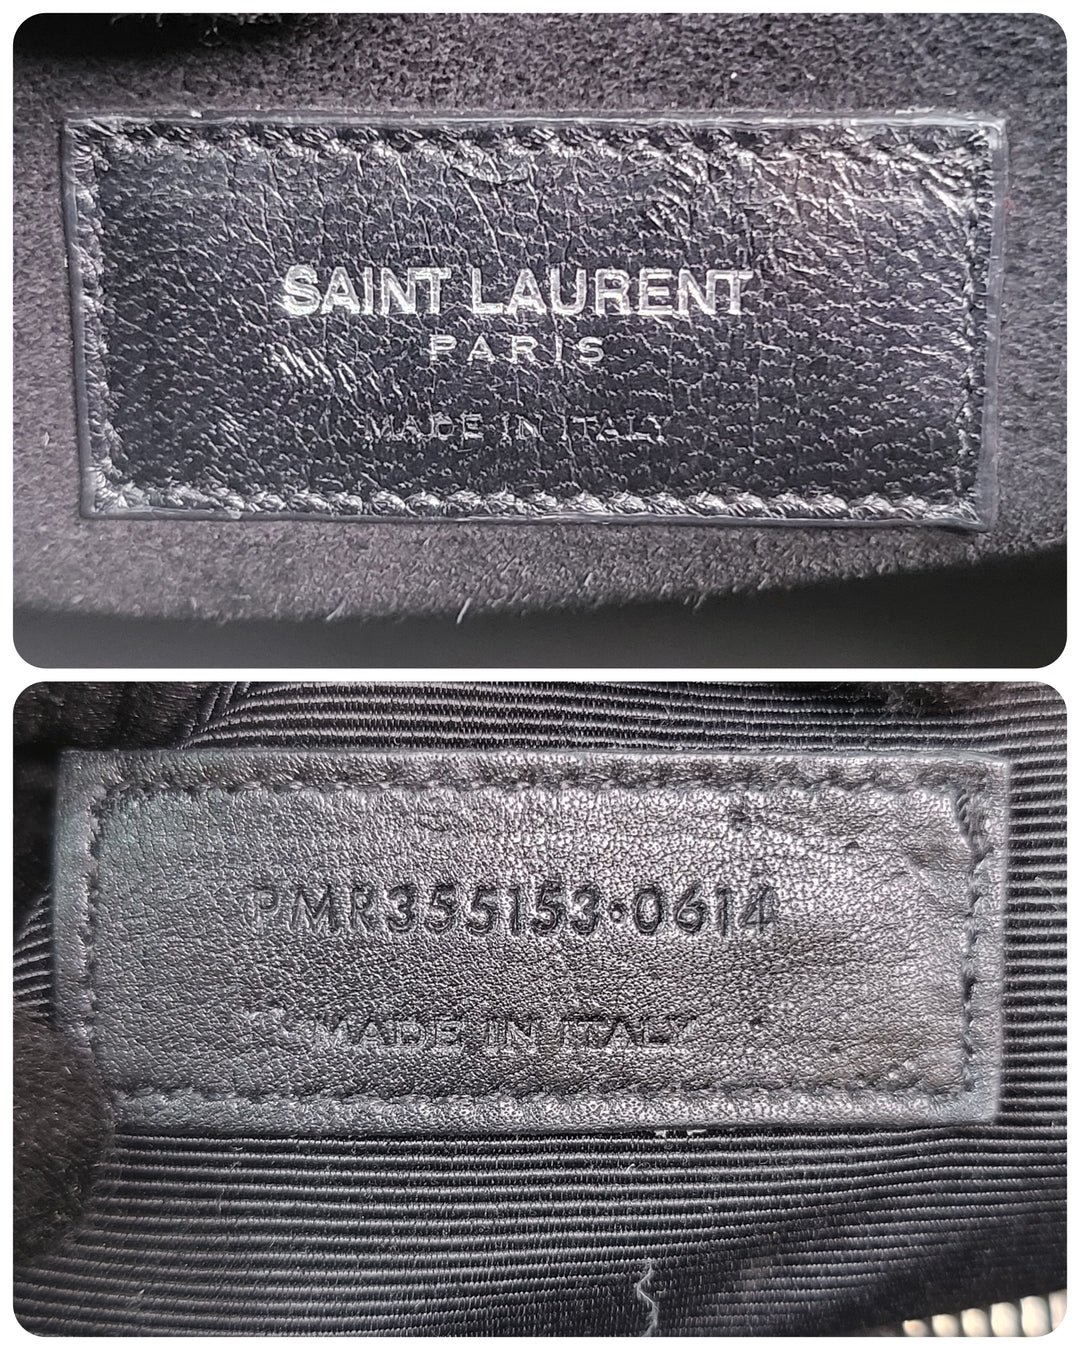 SAINT LAURENT
PARIS
MADE IN ITALY
PMR355153·0614
MADE IN ITALY